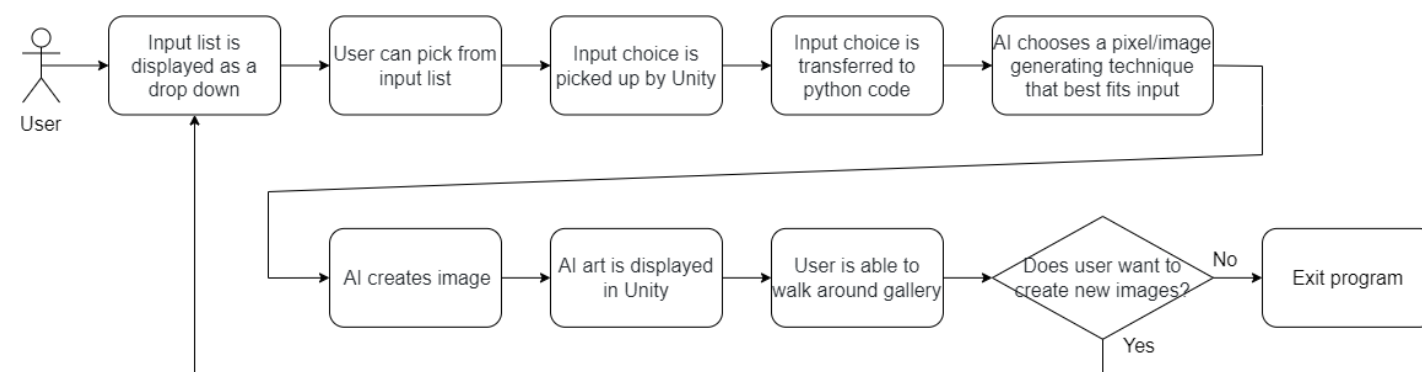 User
Input list is
displayed as a
drop down
User can pick from
input list
Input choice is
picked up by Unity
Input choice is
transferred to
python code
AI chooses a pixel/image
generating technique
that best fits input
AI creates image
AI art is displayed
in Unity
User is able to
walk around gallery
Does user want to
create new images?
No
Exit program
Yes